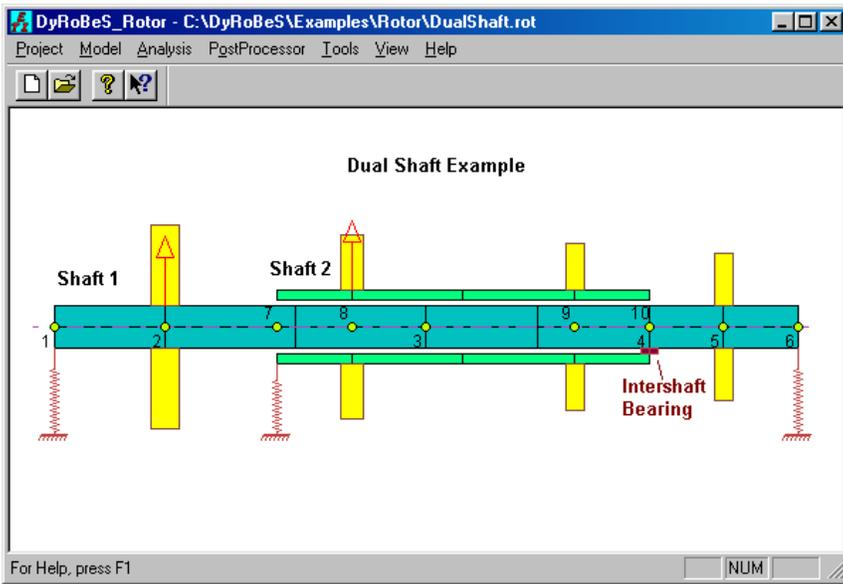 DyRoBeS_Rotor - C:\DyRoBeS\Examples\Rotor\DualShaft.rot
Project Model Analysis PostProcessor Tools View Help
Dual Shaft Example
Shaft 1
Shaft 2
7 8 9 10
1 2 3 4 5 6
Intershaft
Bearing
For Help, press F1
NUM